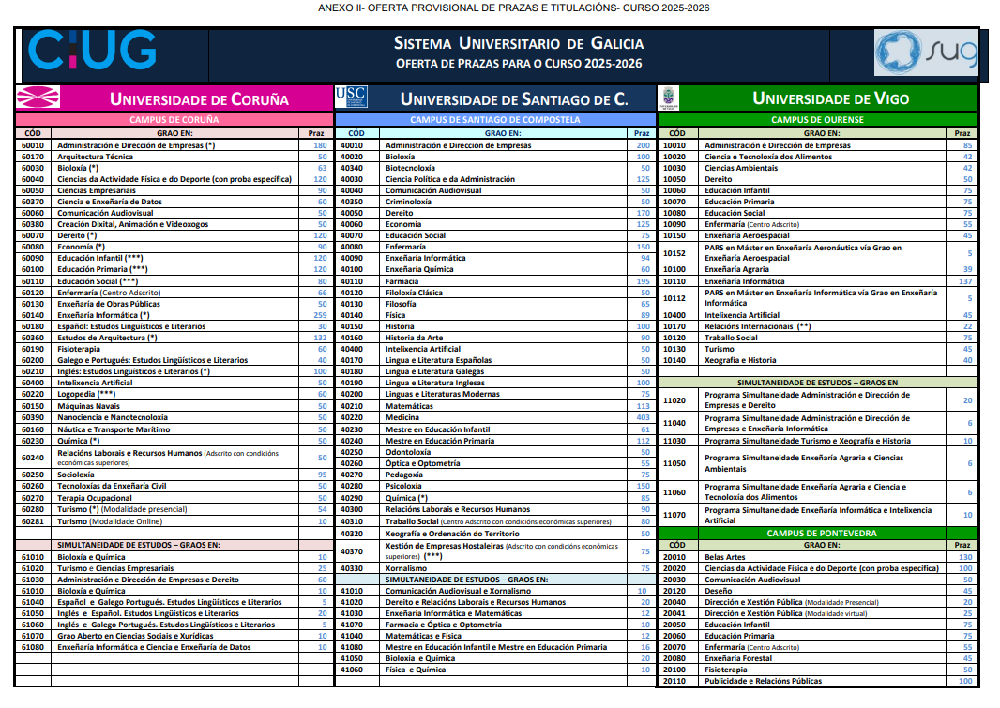 ANEXO II- OFERTA PROVISIONAL DE PRAZAS E TITULACIÓNS- CURSO 2025-2026
CIUG
SISTEMA UNIVERSITARIO DE GALICIA
OFERTA DE PRAZAS PARA O CURSO 2025-2026
sug
UNIVERSIDADE DE CORUÑA
CAMPUS DE CORUÑA
CÓD GRAO EN: Praz
60010 Administración e Dirección de Empresas (*) 180
60170 Arquitectura Técnica 50
60030 Bioloxía (*) 63
60040 Ciencias da Actividade Física e do Deporte (con proba específica) 120
60050 Ciencias Empresariais 90
60370 Ciencia e Enxeñaría de Datos 60
60060 Comunicación Audiovisual 50
60380 Creación Dixital, Animación e Videoxogos 50
60070 Dereito (*) 120
60080 Economía (*) 90
60090 Educación Infantil (***) 120
60100 Educación Primaria (***) 120
60110 Educación Social (***) 80
60120 Enfermaría (Centro Adscrito) 66
60130 Enxeñaría de Obras Públicas 50
60140 Enxeñaría Informática (*) 259
60180 Español: Estudos Lingüísticos e Literarios 30
60360 Estudos de Arquitectura (*) 132
60190 Fisioterapia 60
60200 Galego e Portugués: Estudos Lingüísticos e Literarios 40
60210 Inglés: Estudos Lingüísticos e Literarios (*) 100
60400 Intelixencia Artificial 50
60220 Logopedia (***) 60
60150 Máquinas Navais 50
60390 Nanociencia e Nanotecnoloxía 50
60160 Náutica e Transporte Marítimo 50
60230 Química (*) 50
60240 Relacións Laborais e Recursos Humanos (Adscrito con condicións
económicas superiores) 50
60250 Socioloxía 95
60260 Tecnoloxías da Enxeñaría Civil 50
60270 Terapia Ocupacional 50
60280 Turismo (*) (Modalidade presencial) 54
60281 Turismo (Modalidade Online) 10
SIMULTANEIDADE DE ESTUDOS – GRAOS EN:
61010 Bioloxía e Química 10
61020 Turismo e Ciencias Empresariais 25
61030 Administración e Dirección de Empresas e Dereito 60
61010 Bioloxía e Química 10
61040 Español e Galego Portugués. Estudos Lingüísticos e Literarios 5
61050 Inglés e Español. Estudos Lingüísticos e Literarios 20
61060 Inglés e Galego Portugués. Estudos Lingüísticos e Literarios 5
61070 Grao Aberto en Ciencias Sociais e Xurídicas 10
61080 Enxeñaría Informática e Ciencia e Enxeñaría de Datos 10
USC
UNIVERSIDADE DE SANTIAGO DE C.
CAMPUS DE SANTIAGO DE COMPOSTELA
CÓD GRAO EN: Praz
40010 Administración e Dirección de Empresas 200
40020 Bioloxía 100
40340 Biotecnoloxía 50
40030 Ciencia Política e da Administración 125
40040 Comunicación Audiovisual 50
40350 Criminoloxía 50
40050 Dereito 170
40060 Economía 125
40070 Educación Social 75
40080 Enfermaría 150
40090 Enxeñaría Informática 94
40100 Enxeñaría Química 60
40110 Farmacia 195
40120 Filoloxía Clásica 50
40130 Filosofía 65
40140 Física 89
40150 Historia 100
40160 Historia da Arte 90
40400 Intelixencia Artificial 50
40170 Lingua e Literatura Españolas 50
40180 Lingua e Literatura Galegas 50
40190 Lingua e Literatura Inglesas 100
40200 Linguas e Literaturas Modernas 75
40210 Matemáticas 113
40220 Medicina 403
40230 Mestre en Educación Infantil 61
40240 Mestre en Educación Primaria 112
40250 Odontoloxía 50
40260 Óptica e Optometría 55
40270 Pedagoxía 75
40280 Psicoloxía 150
40290 Química (*) 85
40300 Relacións Laborais e Recursos Humanos 90
40310 Traballo Social (Centro Adscrito con condicións económicas superiores) 80
40320 Xeografía e Ordenación do Territorio 50
40370 Xestión de Empresas Hostaleiras (Adscrito con condicións económicas
superiores) (***) 75
40330 Xornalismo 75
SIMULTANEIDADE DE ESTUDOS – GRAOS EN:
41010 Comunicación Audiovisual e Xornalismo 10
41020 Dereito e Relacións Laborais e Recursos Humanos 20
41030 Enxeñaría Informática e Matemáticas 12
41070 Farmacia e Óptica e Optometría 10
41040 Matemáticas e Física 12
41080 Mestre en Educación Infantil e Mestre en Educación Primaria 16
41050 Bioloxía e Química 20
41060 Física e Química 10
UNIVERSIDADE DE VIGO
CAMPUS DE OURENSE
CÓD GRAO EN: Praz
10010 Administración e Dirección de Empresas 85
10020 Ciencia e Tecnoloxía dos Alimentos 42
10030 Ciencias Ambientais 42
10050 Dereito 50
10060 Educación Infantil 75
10070 Educación Primaria 75
10080 Educación Social 75
10090 Enfermaría (Centro Adscrito) 55
10150 Enxeñaría Aeroespacial 45
10152 PARS en Máster en Enxeñaría Aeronáutica vía Grao en
Enxeñaría Aeroespacial 5
10100 Enxeñaría Agraria 39
10110 Enxeñaría Informática 137
10112 PARS en Máster en Enxeñaría Informática vía Grao en Enxeñaría
Informática 5
10400 Intelixencia Artificial 45
10170 Relacións Internacionais (**) 22
10120 Traballo Social 75
10130 Turismo 45
10140 Xeografía e Historia 40
SIMULTANEIDADE DE ESTUDOS – GRAOS EN
11020 Programa Simultaneidade Administración e Dirección de
Empresas e Dereito 20
11040 Programa Simultaneidade Administración e Dirección de
Empresas e Enxeñaría Informática 6
11030 Programa Simultaneidade Turismo e Xeografía e Historia 10
11050 Programa Simultaneidade Enxeñaría Agraria e Ciencias
Ambientais 6
11060 Programa Simultaneidade Enxeñaría Agraria e Ciencia e
Tecnoloxía dos Alimentos 6
11070 Programa Simultaneidade Enxeñaría Informática e Intelixencia
Artificial 10
CAMPUS DE PONTEVEDRA
CÓD GRAO EN: Praz
20010 Belas Artes 130
20020 Ciencias da Actividade Física e do Deporte (con proba específica) 100
20030 Comunicación Audiovisual 50
20120 Deseño 45
20040 Dirección e Xestión Pública (Modalidade Presencial) 20
20041 Dirección e Xestión Pública (Modalidade virtual) 25
20050 Educación Infantil 75
20060 Educación Primaria 75
20070 Enfermaría (Centro Adscrito) 55
20080 Enxeñaría Forestal 45
20100 Fisioterapia 50
20110 Publicidade e Relacións Públicas 100